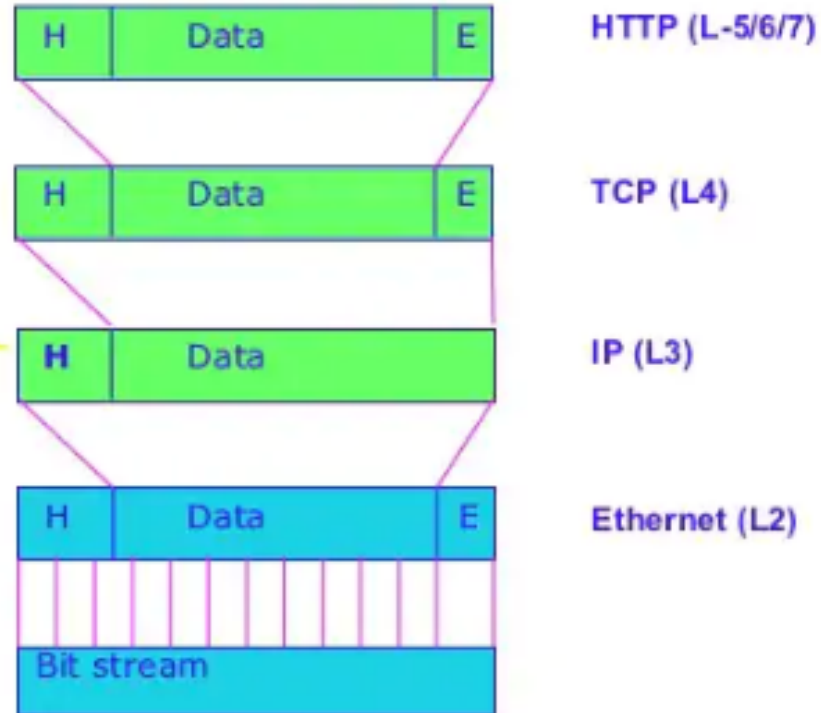 H Data E HTTP (L-5/6/7)
H Data E TCP (L4)
H Data IP (L3)
H Data E Ethernet (L2)
Bit stream